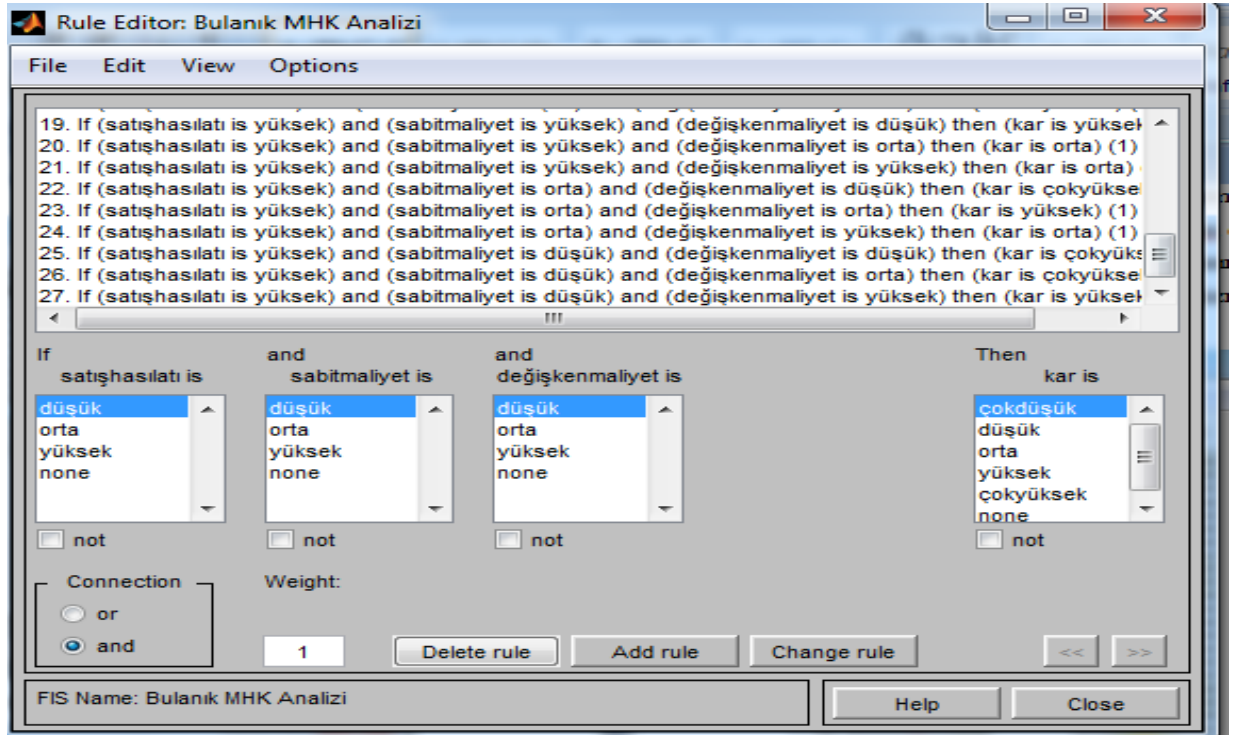 Rule Editor: Bulanık MHK Analizi
File Edit View Options
19. If (satışhasılatı is yüksek) and (sabitmaliyet is yüksek) and (değişkenmaliyet is düşük) then (kar is yüksek
20. If (satışhasılatı is yüksek) and (sabitmaliyet is yüksek) and (değişkenmaliyet is orta) then (kar is orta) (1)
21. If (satışhasılatı is yüksek) and (sabitmaliyet is yüksek) and (değişkenmaliyet is yüksek) then (kar is orta)
22. If (satışhasılatı is yüksek) and (sabitmaliyet is orta) and (değişkenmaliyet is düşük) then (kar is çokyükse
23. If (satışhasılatı is yüksek) and (sabitmaliyet is orta) and (değişkenmaliyet is orta) then (kar is yüksek) (1)
24. If (satışhasılatı is yüksek) and (sabitmaliyet is orta) and (değişkenmaliyet is yüksek) then (kar is orta) (1)
25. If (satışhasılatı is yüksek) and (sabitmaliyet is düşük) and (değişkenmaliyet is düşük) then (kar is çokyüks
26. If (satışhasılatı is yüksek) and (sabitmaliyet is düşük) and (değişkenmaliyet is orta) then (kar is çokyükse
27. If (satışhasılatı is yüksek) and (sabitmaliyet is düşük) and (değişkenmaliyet is yüksek) then (kar is yüksek
If and and Then
satışhasılatı is sabitmaliyet is değişkenmaliyet is kar is
düşük düşük düşük çokdüşük
orta orta orta düşük
yüksek yüksek yüksek orta
none none none yüksek
çokyüksek
none
not not not not
Connection Weight:
or
and 1 Delete rule Add rule Change rule << >>
FIS Name: Bulanık MHK Analizi Help Close